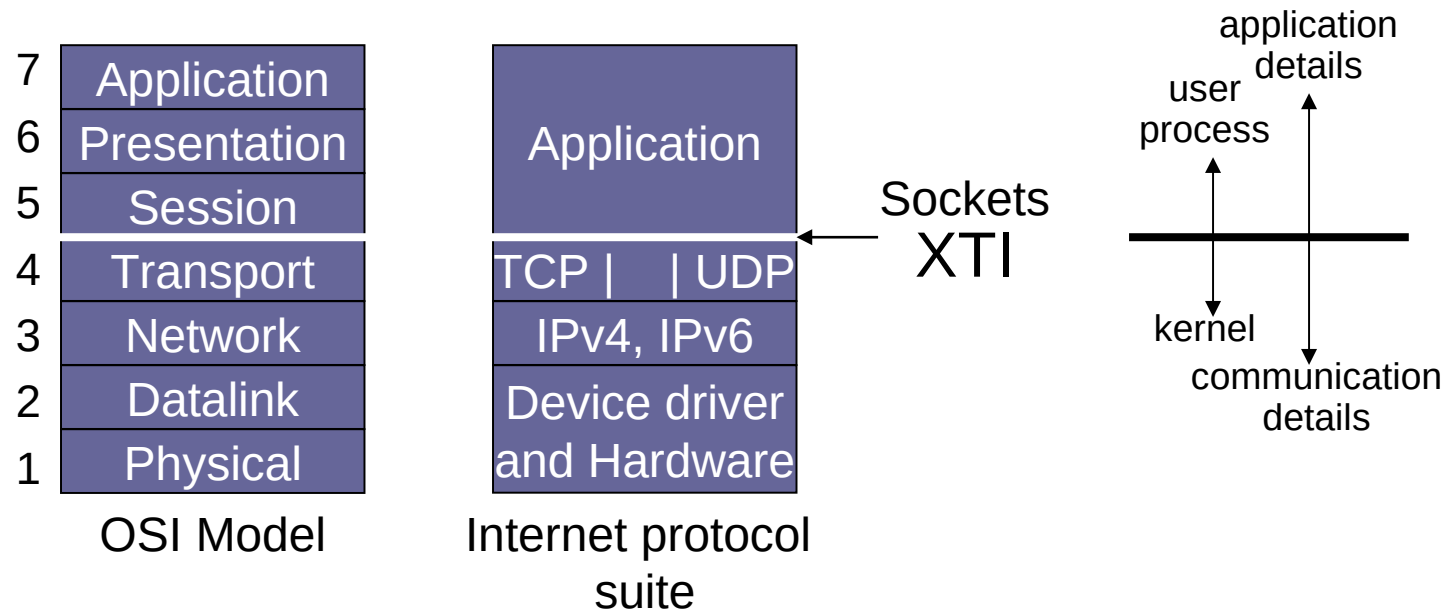 7
Application
6
Presentation
5
Session
4
Transport
3
Network
2
Datalink
1
Physical
OSI Model
Application
TCP | | UDP
IPv4, IPv6
Device driver
and Hardware
Internet protocol
suite
Sockets
XTI
application
details
user
process
kernel
communication
details